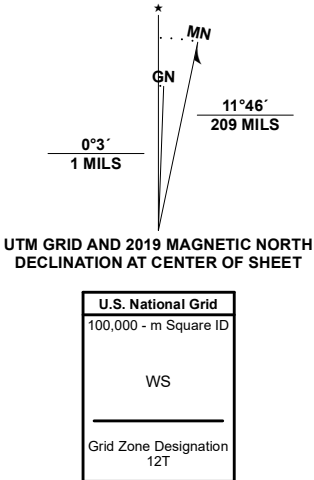 ★
MN
GN
11°46´
209 MILS
0°3´
1 MILS
UTM GRID AND 2019 MAGNETIC NORTH
DECLINATION AT CENTER OF SHEET
U.S. National Grid
100,000 - m Square ID
WS
Grid Zone Designation
12T